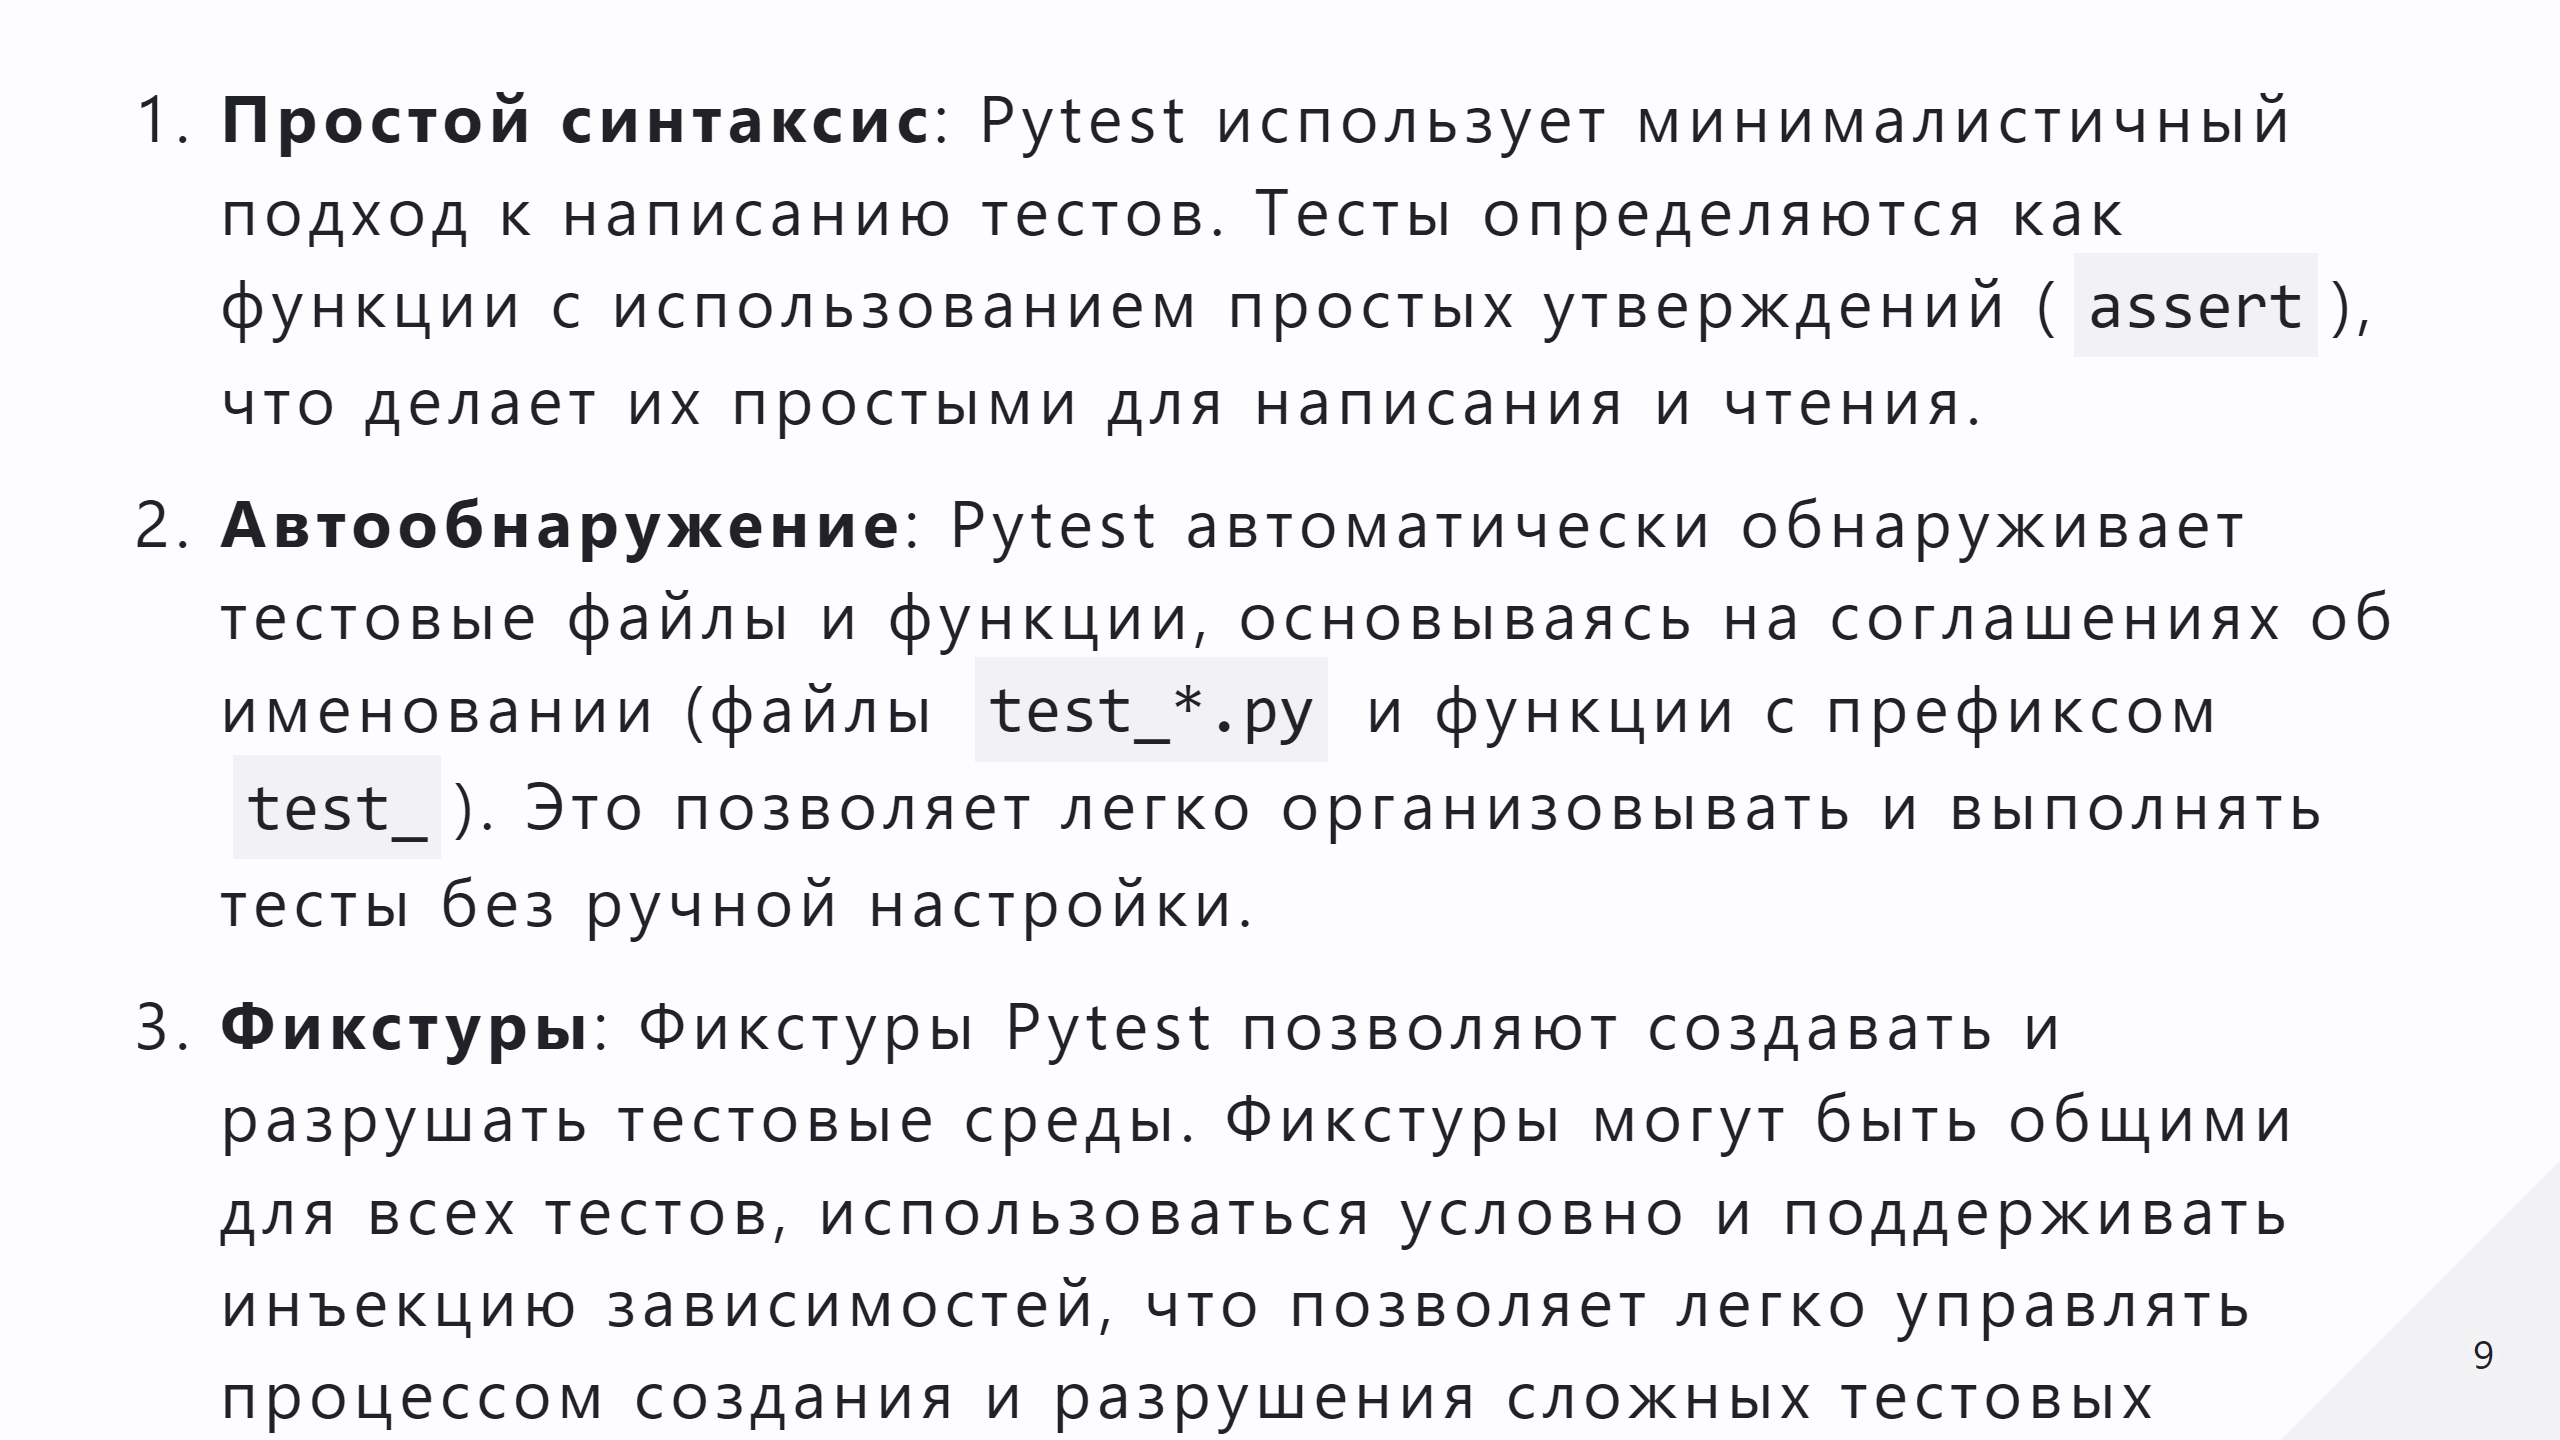 1. Простой синтаксис: Pytest использует минималистичный
подход к написанию тестов. Тесты определяются как
функции с использованием простых утверждений ( assert ),
что делает их простыми для написания и чтения.
2. Автообнаружение: Pytest автоматически обнаруживает
тестовые файлы и функции, основываясь на соглашениях об
именовании (файлы test_*.py и функции с префиксом
test_ ). Это позволяет легко организовывать и выполнять
тесты без ручной настройки.
3. Фикстуры: Фикстуры Pytest позволяют создавать и
разрушать тестовые среды. Фикстуры могут быть общими
для всех тестов, использоваться условно и поддерживать
инъекцию зависимостей, что позволяет легко управлять
процессом создания и разрушения сложных тестовых
9